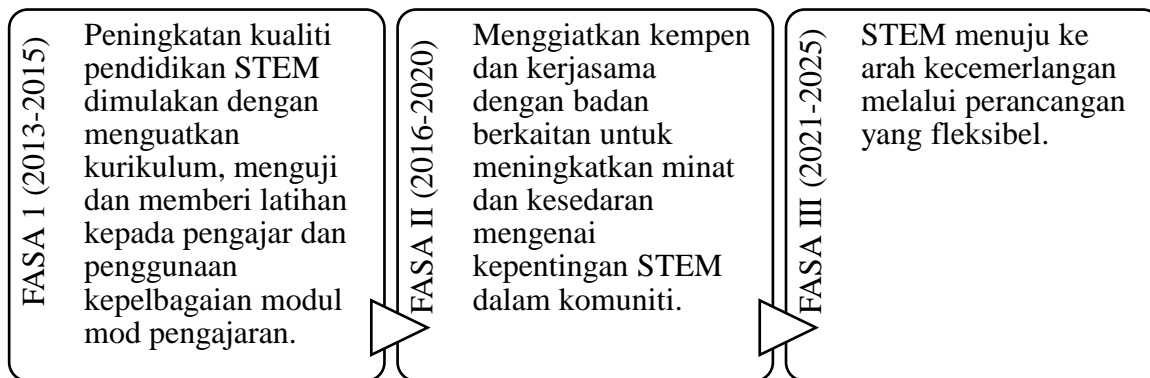 FASA 1 (2013-2015)
Peningkatan kualiti
pendidikan STEM
dimulakan dengan
menguatkan
kurikulum, menguji
dan memberi latihan
kepada pengajar dan
penggunaan
kepelbagaian modul
mod pengajaran.
FASA II (2016-2020)
Menggiatkan kempen
dan kerjasama
dengan badan
berkaitan untuk
meningkatkan minat
dan kesedaran
mengenai
kepentingan STEM
dalam komuniti.
FASA III (2021-2025)
STEM menuju ke
arah kecemerlangan
melalui perancangan
yang fleksibel.